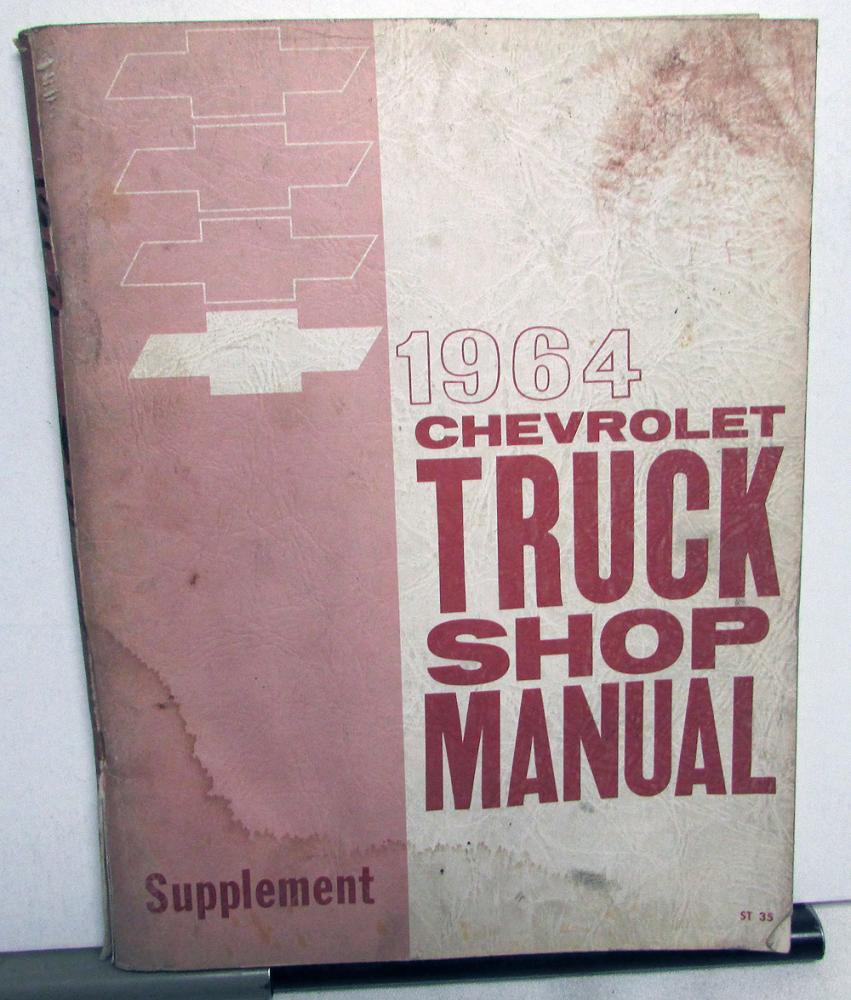 1964
CHEVROLET
TRUCK
SHOP
MANUAL
Supplement
ST 35